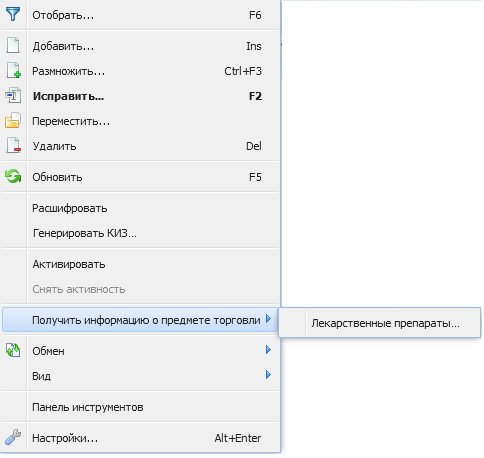 Отобрать... F6
Добавить... Ins
Размножить... Ctrl+F3
Исправить... F2
Переместить...
Удалить Del
Обновить F5
Расшифровать
Генерировать КИЗ...
Активировать
Снять активность
Получить информацию о предмете торговли
Лекарственные препараты...
Обмен
Вид
Панель инструментов
Настройки... Alt+Enter